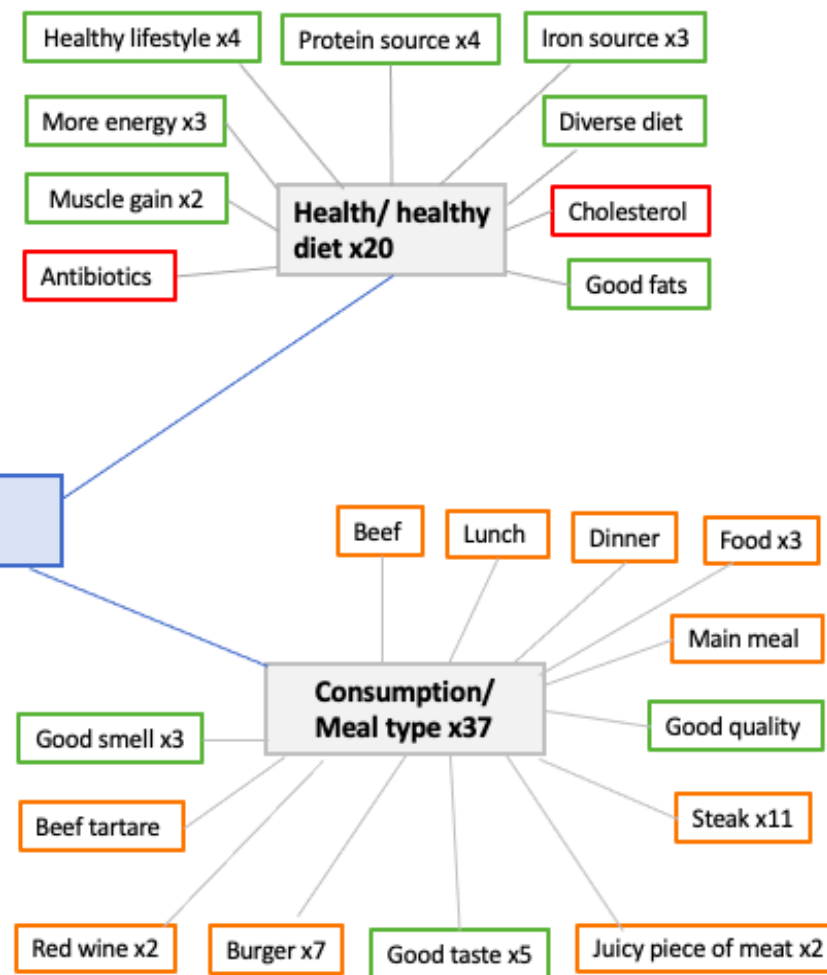 Healthy lifestyle x4
Protein source x4
Iron source x3
More energy x3
Diverse diet
Muscle gain x2
Health/ healthy
diet x20
Cholesterol
Antibiotics
Good fats
Beef
Lunch
Dinner
Food x3
Main meal
Consumption/
Meal type x37
Good smell x3
Good quality
Beef tartare
Steak x11
Red wine x2
Burger x7
Good taste x5
Juicy piece of meat x2